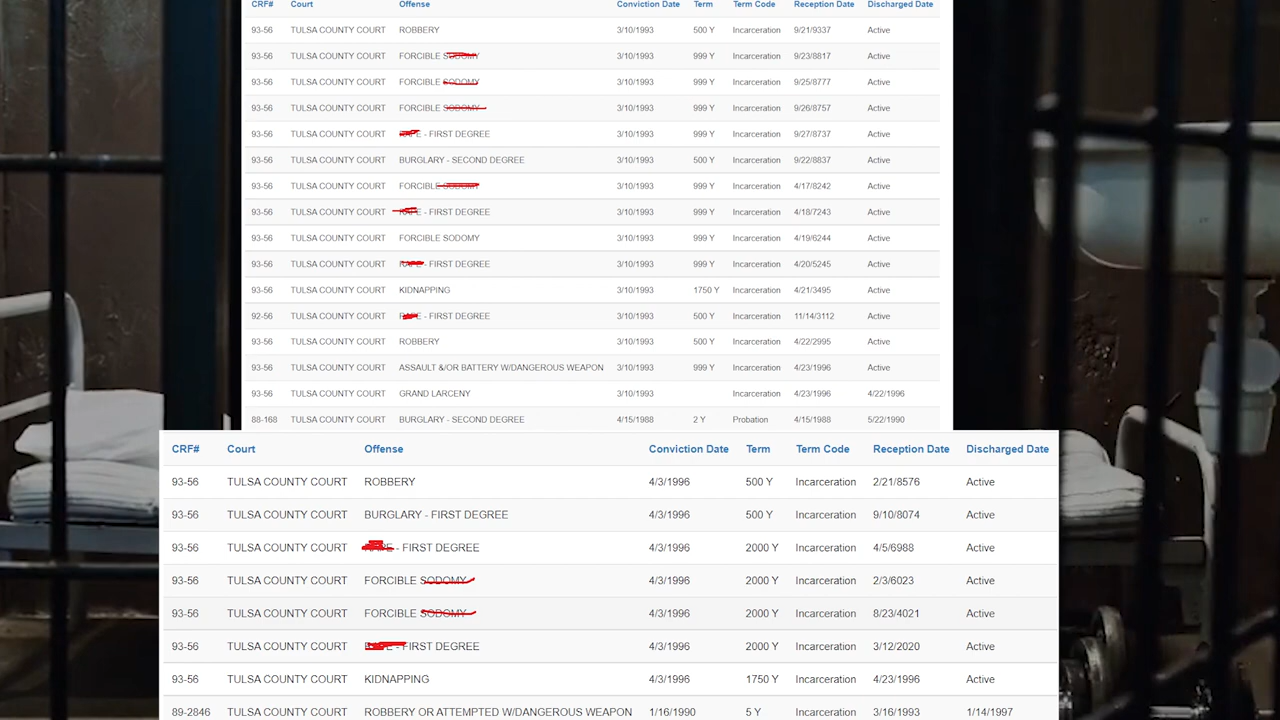 CRF# Court Offense Conviction Date Term Term Code Reception Date Discharged Date
93-56 TULSA COUNTY COURT ROBBERY 3/10/1993 500 Y Incarceration 9/21/9337 Active
93-56 TULSA COUNTY COURT FORCIBLE SODOMY 3/10/1993 999 Y Incarceration 9/23/8817 Active
93-56 TULSA COUNTY COURT FORCIBLE SODOMY 3/10/1993 999 Y Incarceration 9/25/8777 Active
93-56 TULSA COUNTY COURT FORCIBLE SODOMY 3/10/1993 999 Y Incarceration 9/26/8757 Active
93-56 TULSA COUNTY COURT RAPE - FIRST DEGREE 3/10/1993 999 Y Incarceration 9/27/8737 Active
93-56 TULSA COUNTY COURT BURGLARY - SECOND DEGREE 3/10/1993 500 Y Incarceration 9/22/8837 Active
93-56 TULSA COUNTY COURT FORCIBLE SODOMY 3/10/1993 999 Y Incarceration 4/17/8242 Active
93-56 TULSA COUNTY COURT RAPE - FIRST DEGREE 3/10/1993 999 Y Incarceration 4/18/7243 Active
93-56 TULSA COUNTY COURT FORCIBLE SODOMY 3/10/1993 999 Y Incarceration 4/19/6244 Active
93-56 TULSA COUNTY COURT RAPE - FIRST DEGREE 3/10/1993 999 Y Incarceration 4/20/5245 Active
93-56 TULSA COUNTY COURT KIDNAPPING 3/10/1993 1750 Y Incarceration 4/21/3495 Active
92-56 TULSA COUNTY COURT RAPE - FIRST DEGREE 3/10/1993 500 Y Incarceration 11/14/3112 Active
93-56 TULSA COUNTY COURT ROBBERY 3/10/1993 500 Y Incarceration 4/22/2995 Active
93-56 TULSA COUNTY COURT ASSAULT &/OR BATTERY W/DANGEROUS WEAPON 3/10/1993 999 Y Incarceration 4/23/1996 Active
93-56 TULSA COUNTY COURT GRAND LARCENY 3/10/1993 Incarceration 4/23/1996 4/22/1996
88-168 TULSA COUNTY COURT BURGLARY - SECOND DEGREE 4/15/1988 2 Y Probation 4/15/1988 5/22/1990
CRF# Court Offense Conviction Date Term Term Code Reception Date Discharged Date
93-56 TULSA COUNTY COURT ROBBERY 4/3/1996 500 Y Incarceration 2/21/8576 Active
93-56 TULSA COUNTY COURT BURGLARY - FIRST DEGREE 4/3/1996 500 Y Incarceration 9/10/8074 Active
93-56 TULSA COUNTY COURT RAPE - FIRST DEGREE 4/3/1996 2000 Y Incarceration 4/5/6988 Active
93-56 TULSA COUNTY COURT FORCIBLE SODOMY 4/3/1996 2000 Y Incarceration 2/3/6023 Active
93-56 TULSA COUNTY COURT FORCIBLE SODOMY 4/3/1996 2000 Y Incarceration 8/23/4021 Active
93-56 TULSA COUNTY COURT RAPE - FIRST DEGREE 4/3/1996 2000 Y Incarceration 3/12/2020 Active
93-56 TULSA COUNTY COURT KIDNAPPING 4/3/1996 1750 Y Incarceration 4/23/1996 Active
89-2846 TULSA COUNTY COURT ROBBERY OR ATTEMPTED W/DANGEROUS WEAPON 1/16/1990 5 Y Incarceration 3/16/1993 1/14/1997